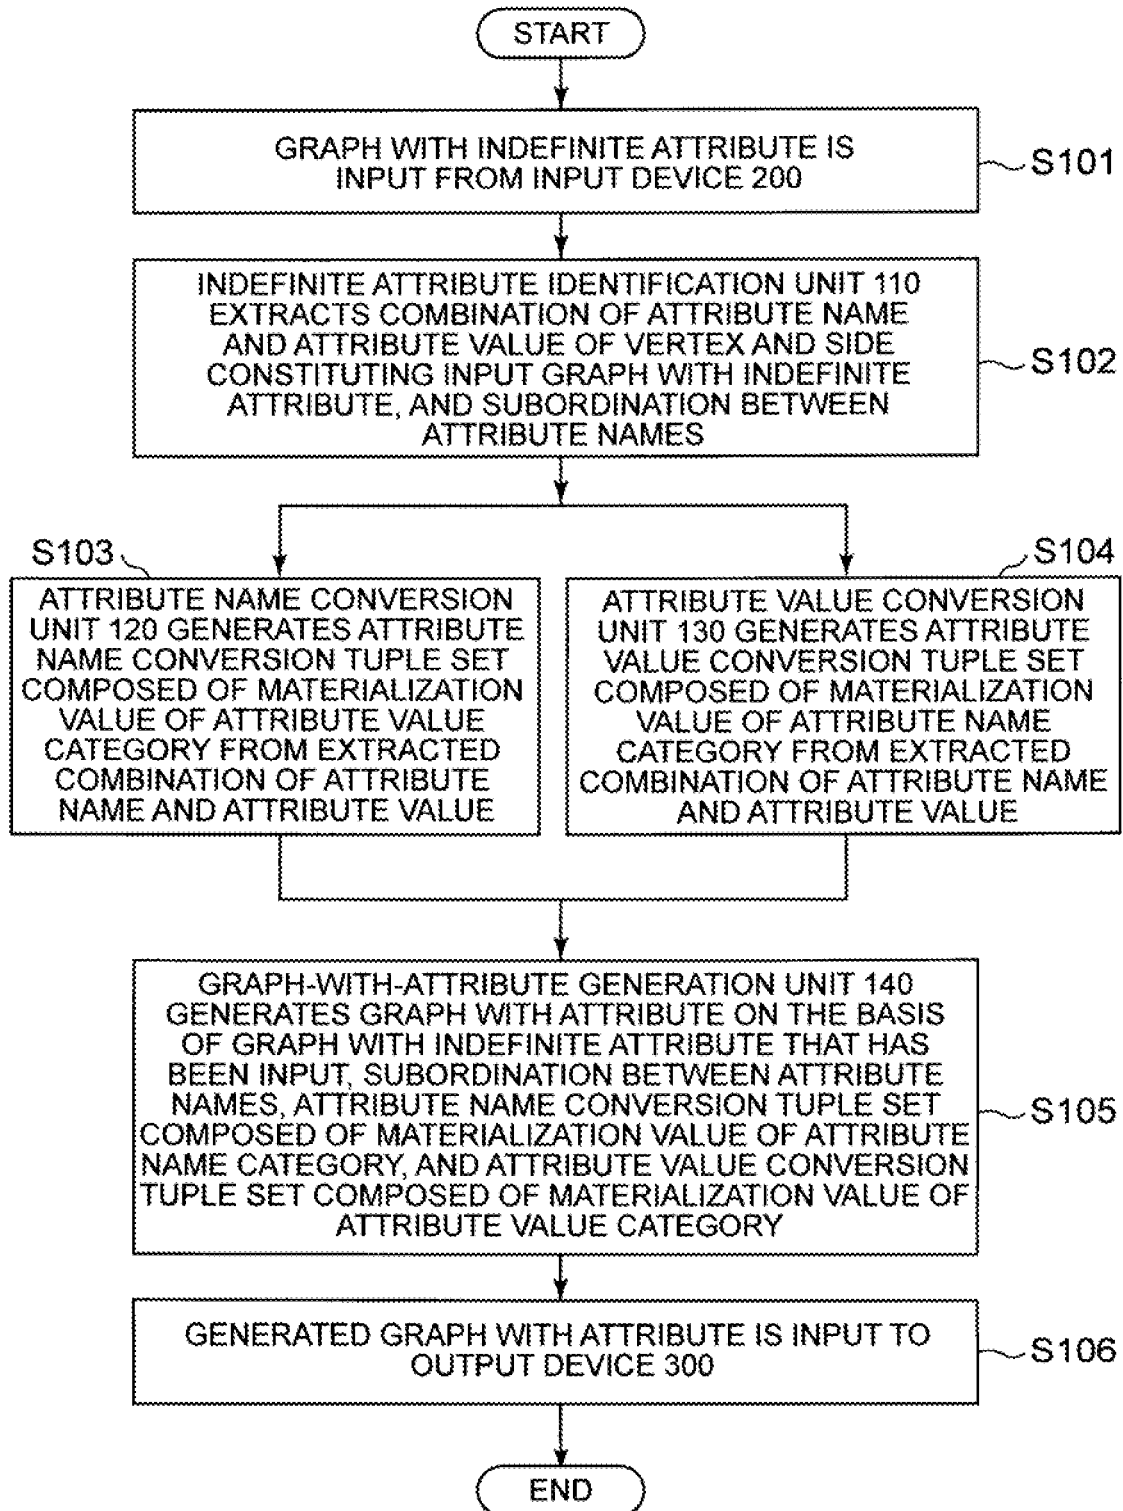 START
GRAPH WITH INDEFINITE ATTRIBUTE IS
INPUT FROM INPUT DEVICE 200
S101
INDEFINITE ATTRIBUTE IDENTIFICATION UNIT 110
EXTRACTS COMBINATION OF ATTRIBUTE NAME
AND ATTRIBUTE VALUE OF VERTEX AND SIDE
CONSTITUTING INPUT GRAPH WITH INDEFINITE
ATTRIBUTE, AND SUBORDINATION BETWEEN
ATTRIBUTE NAMES
S102
S103
ATTRIBUTE NAME CONVERSION
UNIT 120 GENERATES ATTRIBUTE
NAME CONVERSION TUPLE SET
COMPOSED OF MATERIALIZATION
VALUE OF ATTRIBUTE VALUE
CATEGORY FROM EXTRACTED
COMBINATION OF ATTRIBUTE
NAME AND ATTRIBUTE VALUE
S104
ATTRIBUTE VALUE CONVERSION
UNIT 130 GENERATES ATTRIBUTE
VALUE CONVERSION TUPLE SET
COMPOSED OF MATERIALIZATION
VALUE OF ATTRIBUTE NAME
CATEGORY FROM EXTRACTED
COMBINATION OF ATTRIBUTE NAME
AND ATTRIBUTE VALUE
GRAPH-WITH-ATTRIBUTE GENERATION UNIT 140
GENERATES GRAPH WITH ATTRIBUTE ON THE BASIS
OF GRAPH WITH INDEFINITE ATTRIBUTE THAT HAS
BEEN INPUT, SUBORDINATION BETWEEN ATTRIBUTE
NAMES, ATTRIBUTE NAME CONVERSION TUPLE SET
COMPOSED OF MATERIALIZATION VALUE OF ATTRIBUTE
NAME CATEGORY, AND ATTRIBUTE VALUE CONVERSION
TUPLE SET COMPOSED OF MATERIALIZATION VALUE OF
ATTRIBUTE VALUE CATEGORY
S105
GENERATED GRAPH WITH ATTRIBUTE IS INPUT TO
OUTPUT DEVICE 300
S106
END